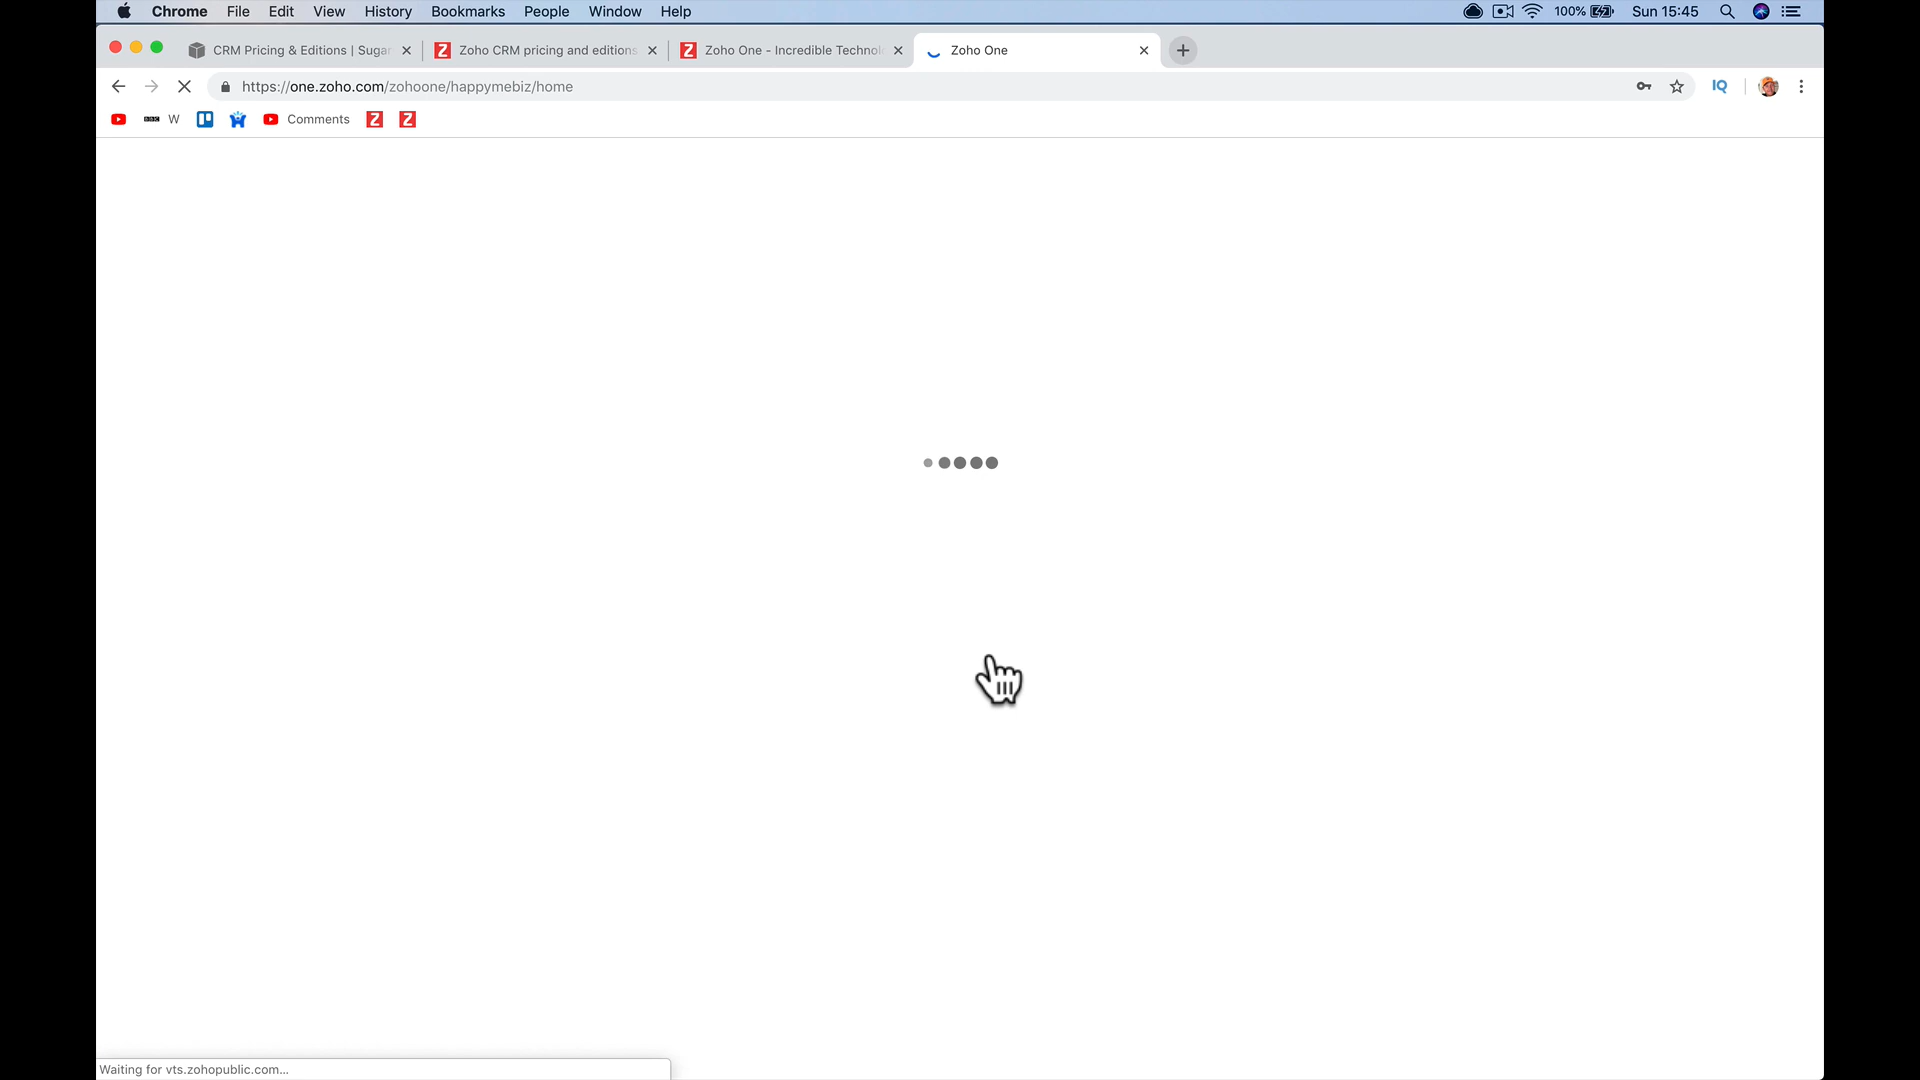 Chrome File Edit View History Bookmarks People Window Help 100% Sun 15:45
CRM Pricing & Editions | Sugar Zoho CRM pricing and editions Zoho One - Incredible Technol Zoho One
https://one.zoho.com/zohoone/happymebiz/home IQ
BBC W Comments Z Z
Waiting for vts.zohopublic.com...